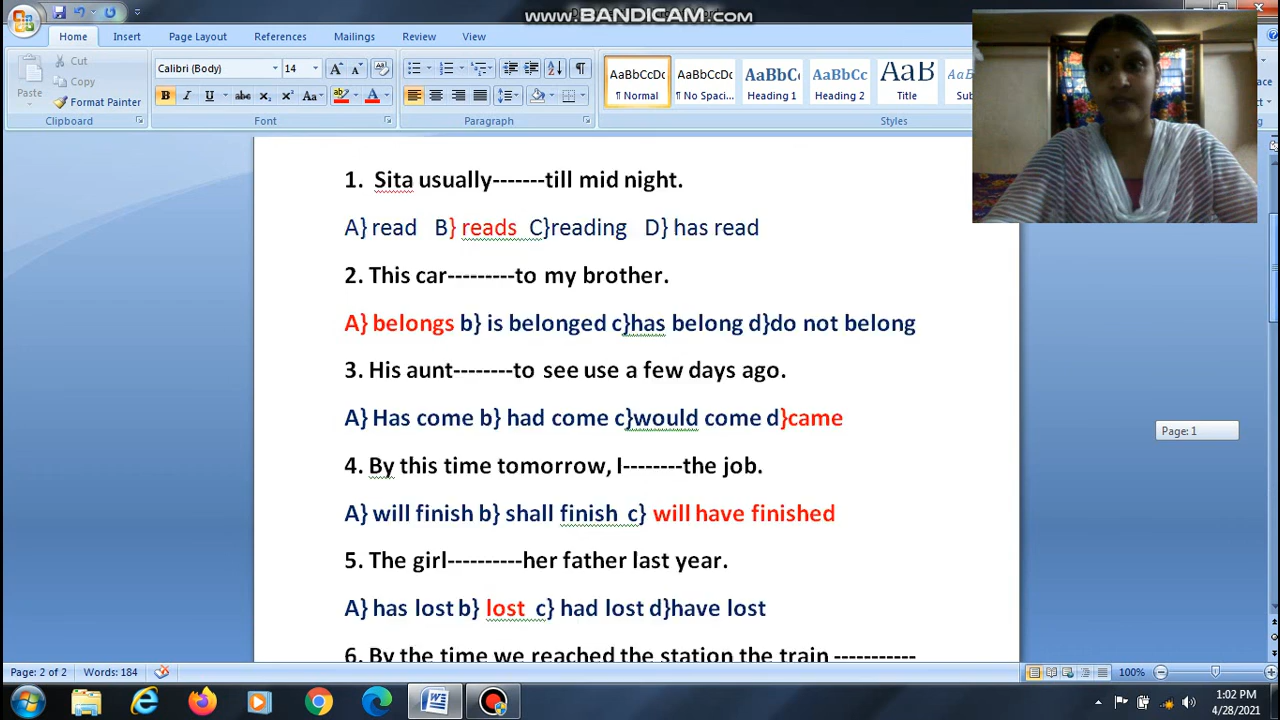 www.BANDICAM.com
Home Insert Page Layout References Mailings Review View
Cut
Copy
Paste
Format Painter
Clipboard
Calibri (Body) 14
Font
Paragraph
AaBbCcDc AaBbCcDc AaBbC AaBbCc AaB
¶ Normal ¶ No Spaci... Heading 1 Heading 2 Title
Styles
1. Sita usually-------till mid night.
A} read B} reads C}reading D} has read
2. This car---------to my brother.
A} belongs b} is belonged c}has belong d}do not belong
3. His aunt--------to see use a few days ago.
A} Has come b} had come c}would come d}came
4. By this time tomorrow, I--------the job.
A} will finish b} shall finish c} will have finished
5. The girl----------her father last year.
A} has lost b} lost c} had lost d}have lost
6. By the time we reached the station the train -----------
Page: 1
Page: 2 of 2 Words: 184 100%
1:02 PM
4/28/2021